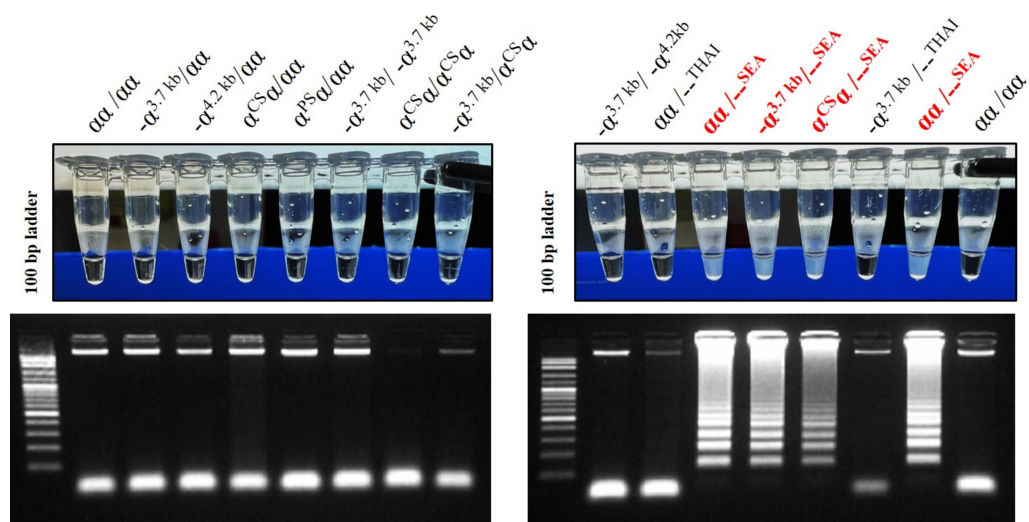 αα /αα
-α3.7 kb/αα
-α4.2 kb/αα
αCSα/αα
αPSα/αα
-α3.7 kb/ -α3.7 kb
αCSα/αCSα
-α3.7 kb/αCSα
100 bp ladder
-α3.7 kb/ -α4.2kb
αα /--THAI
αα /--SEA
-α3.7 kb/--SEA
αCSα /--SEA
-α3.7 kb /--THAI
αα /--SEA
αα /αα
100 bp ladder